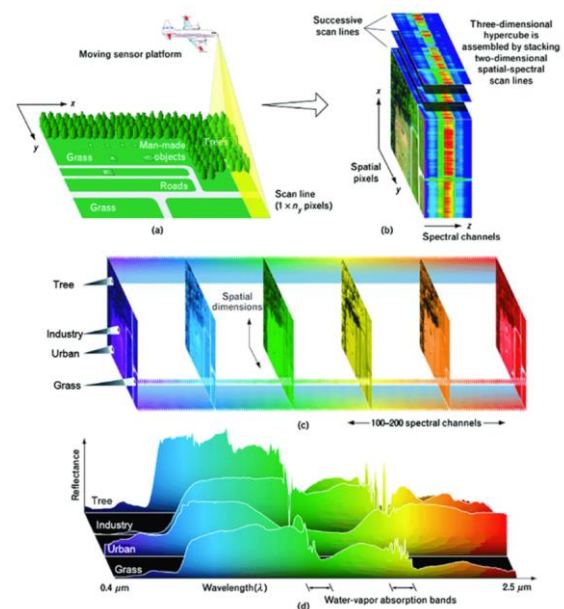 Moving sensor platform
x
y
Trees
Man-made
objects
Grass
Roads
Grass
Scan line
(1 × ny pixels)
(a)
Successive
scan lines
Three-dimensional
hypercube is
assembled by stacking
two-dimensional
spatial-spectral
scan lines
x
Spatial
pixels
y
z
Spectral channels
(b)
Tree
Industry
Urban
Grass
Spatial
dimensions
100–200 spectral channels
(c)
Reflectance
Tree
Industry
Urban
Grass
0.4 μm
Wavelength(λ)
2.5 μm
Water-vapor absorption bands
(d)